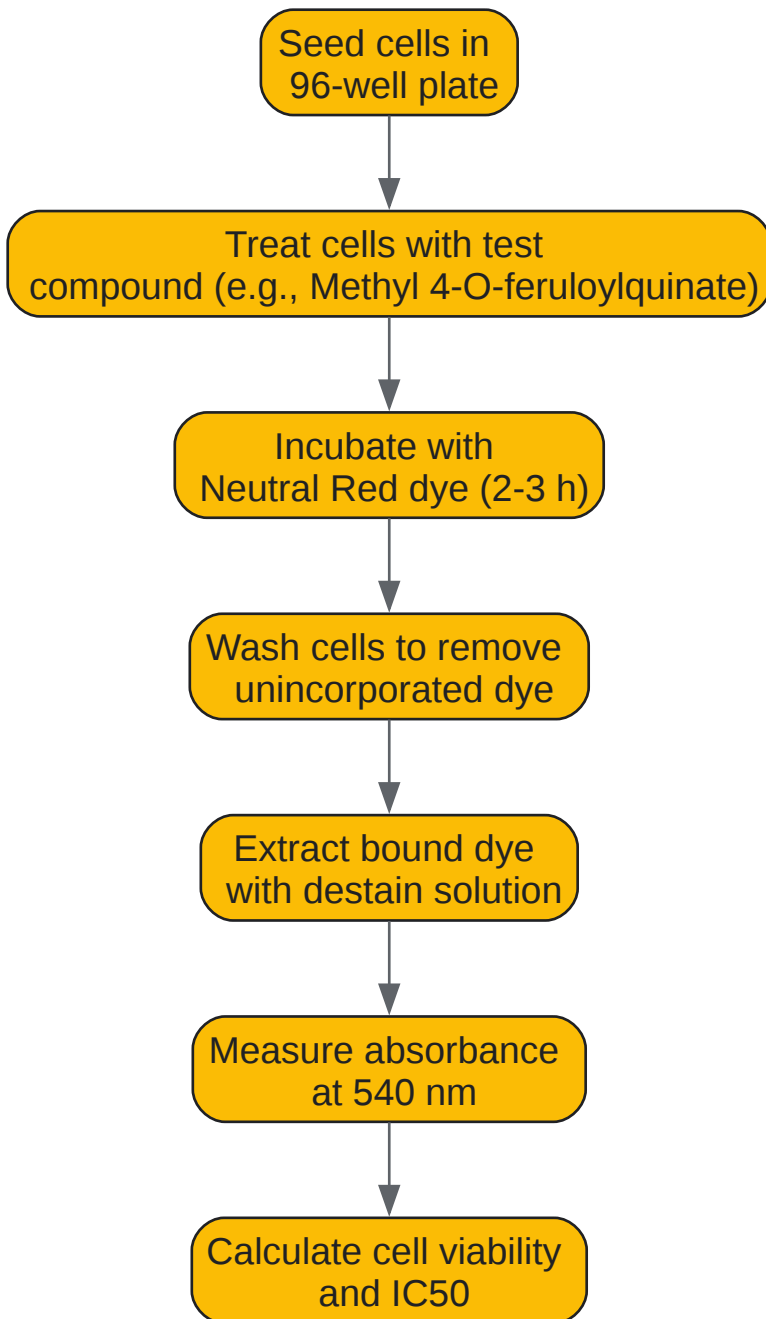 Seed cells in
96-well plate
Treat cells with test
compound (e.g., Methyl 4-O-feruloylquinate)
Incubate with
Neutral Red dye (2-3 h)
Wash cells to remove
unincorporated dye
Extract bound dye
with destain solution
Measure absorbance
at 540 nm
Calculate cell viability
and IC50